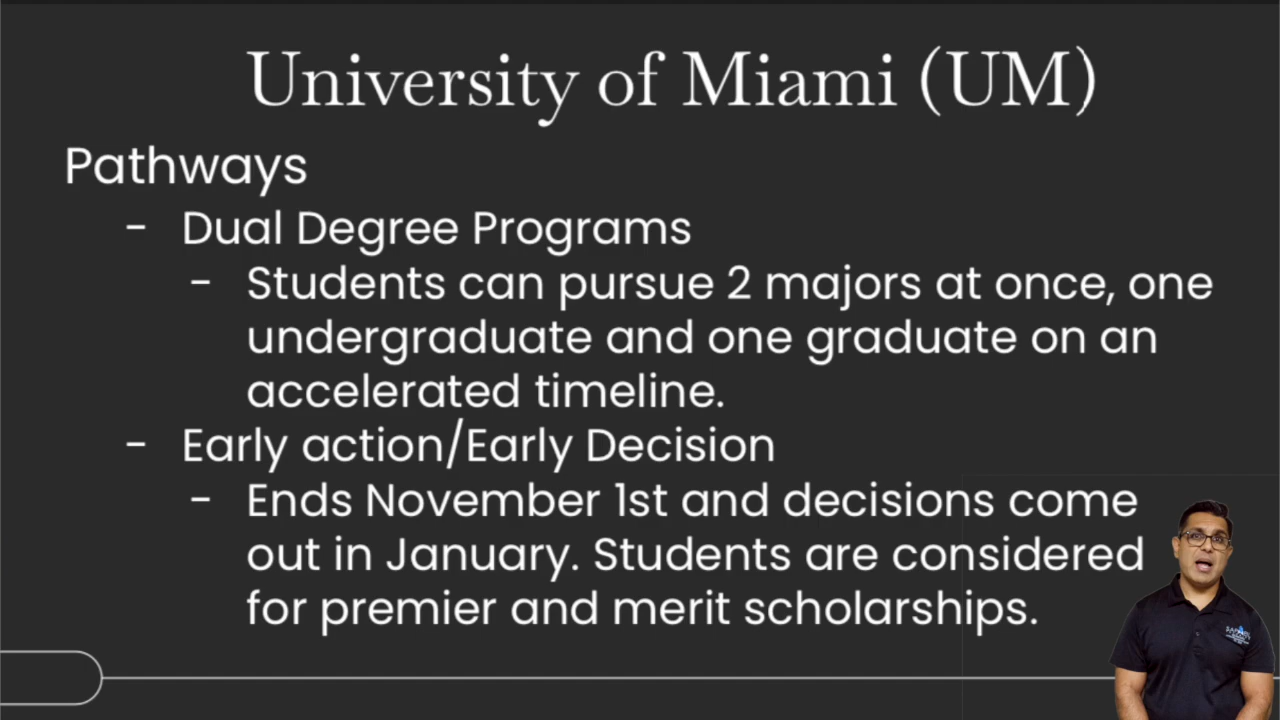 University of Miami (UM)
Pathways
- Dual Degree Programs
- Students can pursue 2 majors at once, one
undergraduate and one graduate on an
accelerated timeline.
- Early action/Early Decision
- Ends November 1st and decisions come
out in January. Students are considered
for premier and merit scholarships.